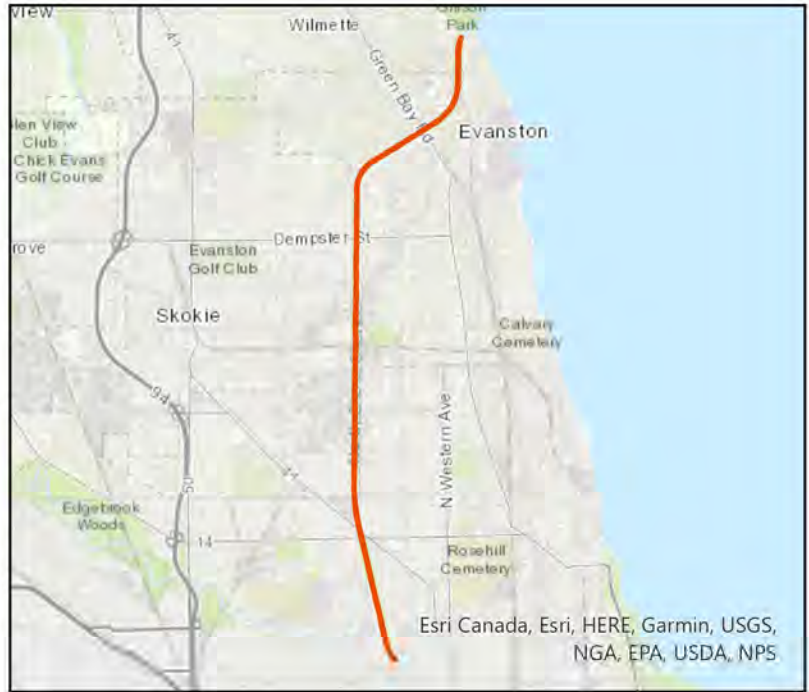 view
41
Wilmette
Park
Green Bay Rd
Evanston
len View
Club -
Chick Evans
Golf Course
rove
Dempster St
Evanston
Golf Club
Skokie
Calvary
Cemetery
94
N Western Ave
41
50
Edgebrook
Woods
14
Rosehill
Cemetery
Esri Canada, Esri, HERE, Garmin, USGS,
NGA, EPA, USDA, NPS